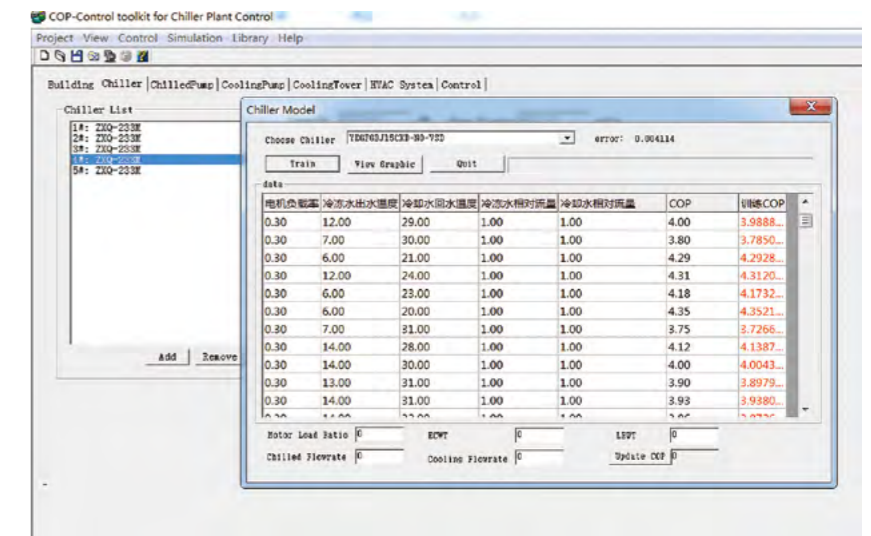 COP-Control toolkit for Chiller Plant Control
Project View Control Simulation Library Help
Building Chiller ChilledPump CoolingPump CoolingTover HVAC System Control
Chiller List
1#: ZXQ-233E
2#: ZXQ-233E
3#: ZXQ-233E
5#: ZXQ-233E
Add Remove
Chiller Model
Choose Chiller error: 0.004114
Train View Graphic Quit
data
电机负载率 冷冻水出水温度 冷却水回水温度 冷冻水相对流量 冷却水相对流量 COP 训练COP
0.30 12.00 29.00 1.00 1.00 4.00 3.9888...
0.30 7.00 30.00 1.00 1.00 3.80 3.7850...
0.30 6.00 21.00 1.00 1.00 4.29 4.2928...
0.30 12.00 24.00 1.00 1.00 4.31 4.3120...
0.30 6.00 23.00 1.00 1.00 4.18 4.1732...
0.30 6.00 20.00 1.00 1.00 4.35 4.3521...
0.30 7.00 31.00 1.00 1.00 3.75 3.7266...
0.30 14.00 28.00 1.00 1.00 4.12 4.1387...
0.30 14.00 30.00 1.00 1.00 4.00 4.0043...
0.30 13.00 31.00 1.00 1.00 3.90 3.8979...
0.30 14.00 31.00 1.00 1.00 3.93 3.9380...
Motor Load Ratio 0 ECWT 0 0
Chilled Flowrate 0 Cooling Flowrate 0 Update COP 0